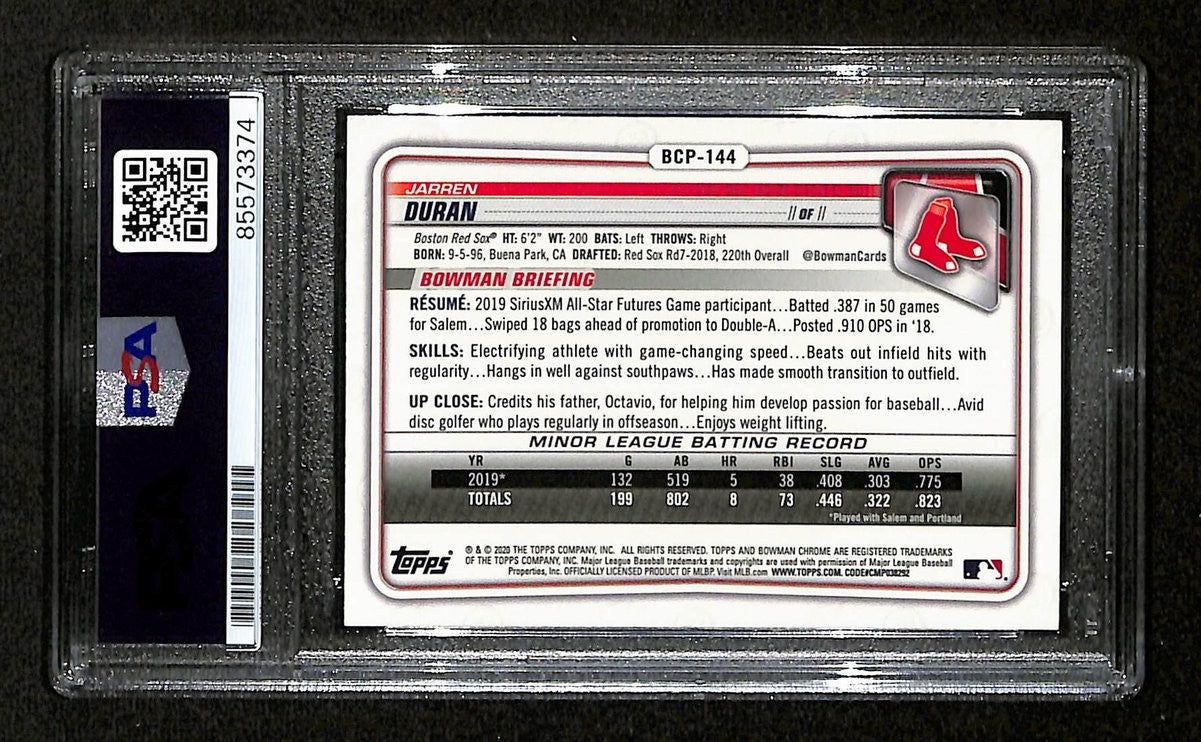 85573374
PSA
BCP-144
JARREN
DURAN // OF //
Boston Red Sox® HT: 6'2" WT: 200 BATS: Left THROWS: Right
BORN: 9-5-96, Buena Park, CA DRAFTED: Red Sox Rd7-2018, 220th Overall @BowmanCards
BOWMAN BRIEFING
RÉSUMÉ: 2019 SiriusXM All-Star Futures Game participant...Batted .387 in 50 games
for Salem...Swiped 18 bags ahead of promotion to Double-A...Posted .910 OPS in '18.
SKILLS: Electrifying athlete with game-changing speed...Beats out infield hits with
regularity...Hangs in well against southpaws...Has made smooth transition to outfield.
UP CLOSE: Credits his father, Octavio, for helping him develop passion for baseball...Avid
disc golfer who plays regularly in offseason...Enjoys weight lifting.
MINOR LEAGUE BATTING RECORD
YR G AB HR RBI SLG AVG OPS
2019* 132 519 5 38 .408 .303 .775
TOTALS 199 802 8 73 .446 .322 .823
*Played with Salem and Portland
Topps® ® & © 2020 THE TOPPS COMPANY, INC. ALL RIGHTS RESERVED. TOPPS AND BOWMAN CHROME ARE REGISTERED TRADEMARKS
OF THE TOPPS COMPANY, INC. Major League Baseball trademarks and copyrights are used with permission of Major League Baseball
Properties, Inc. OFFICIALLY LICENSED PRODUCT OF MLBP. Visit MLB.com WWW.TOPPS.COM. CODE#CMP038292